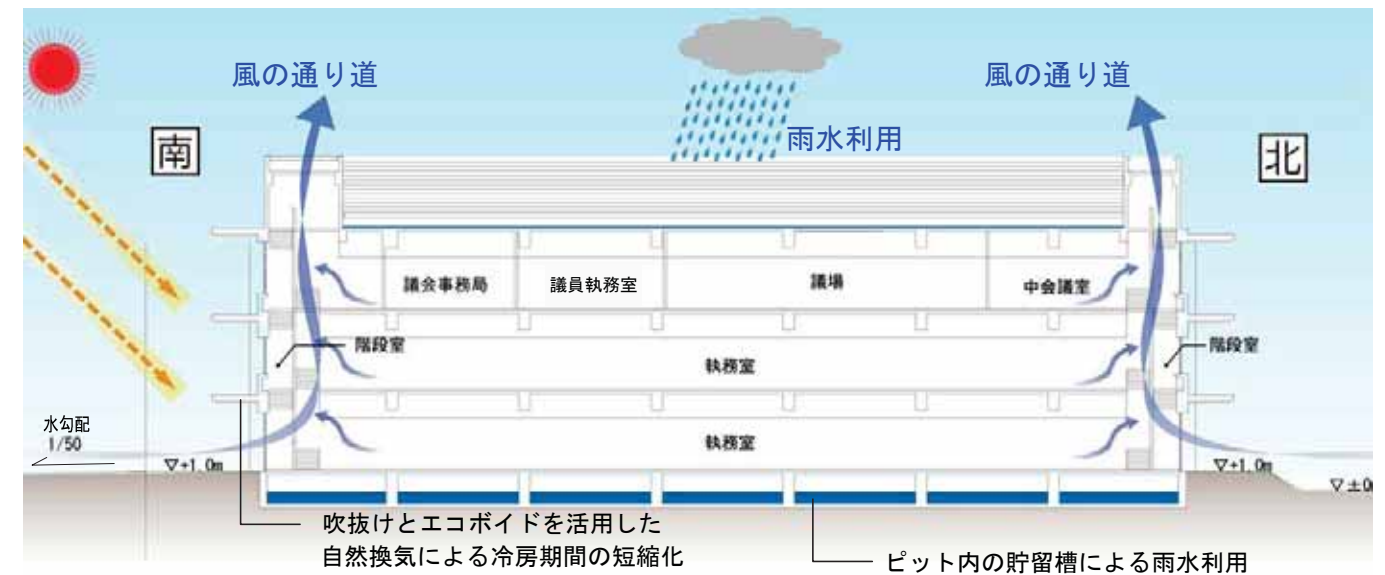 風の通り道
風の通り道
雨水利用
南
北
議会事務局
議員執務室
議場
中会議室
階段室
階段室
執務室
水勾配
1/50
執務室
▽+1.0m
▽+1.0m
▽±0
吹抜けとエコボイドを活用した
自然換気による冷房期間の短縮化
ピット内の貯留槽による雨水利用